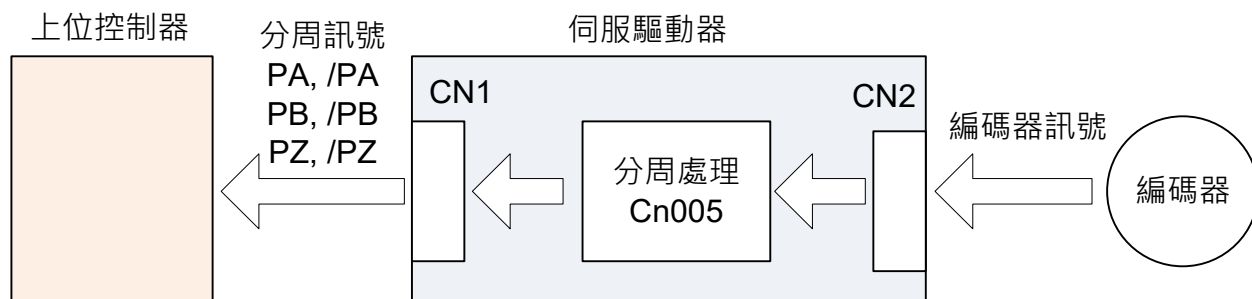 上位控制器
分周訊號
PA, /PA
PB, /PB
PZ, /PZ
伺服驅動器
CN1
分周處理
Cn005
CN2
編碼器訊號
編碼器